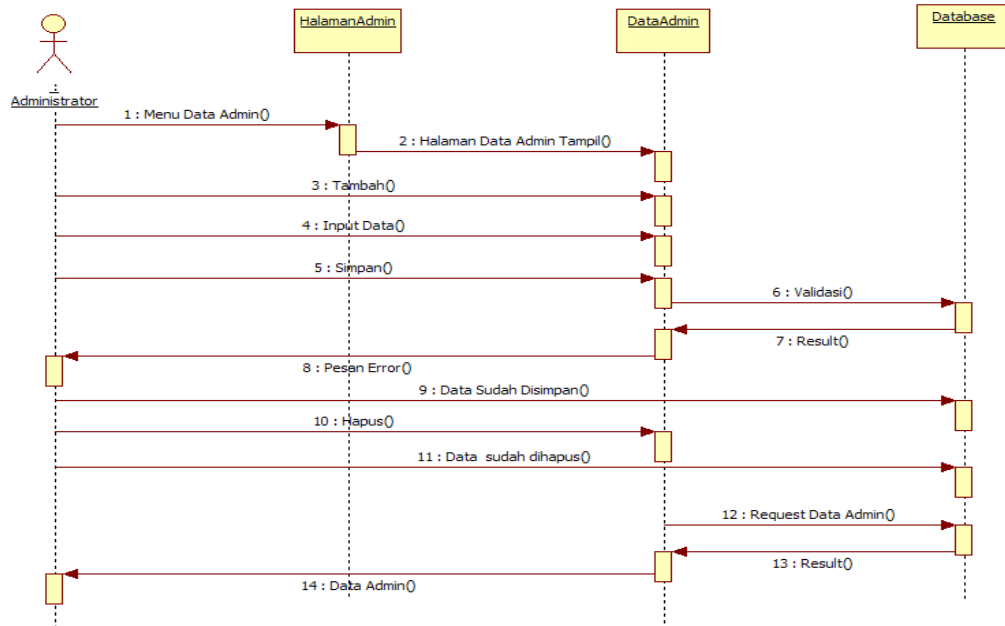 HalamanAdmin
DataAdmin
Database
:
Administrator
1 : Menu Data Admin()
2 : Halaman Data Admin Tampil()
3 : Tambah()
4 : Input Data()
5 : Simpan()
6 : Validasi()
7 : Result()
8 : Pesan Error()
9 : Data Sudah Disimpan()
10 : Hapus()
11 : Data  sudah dihapus()
12 : Request Data Admin()
13 : Result()
14 : Data Admin()